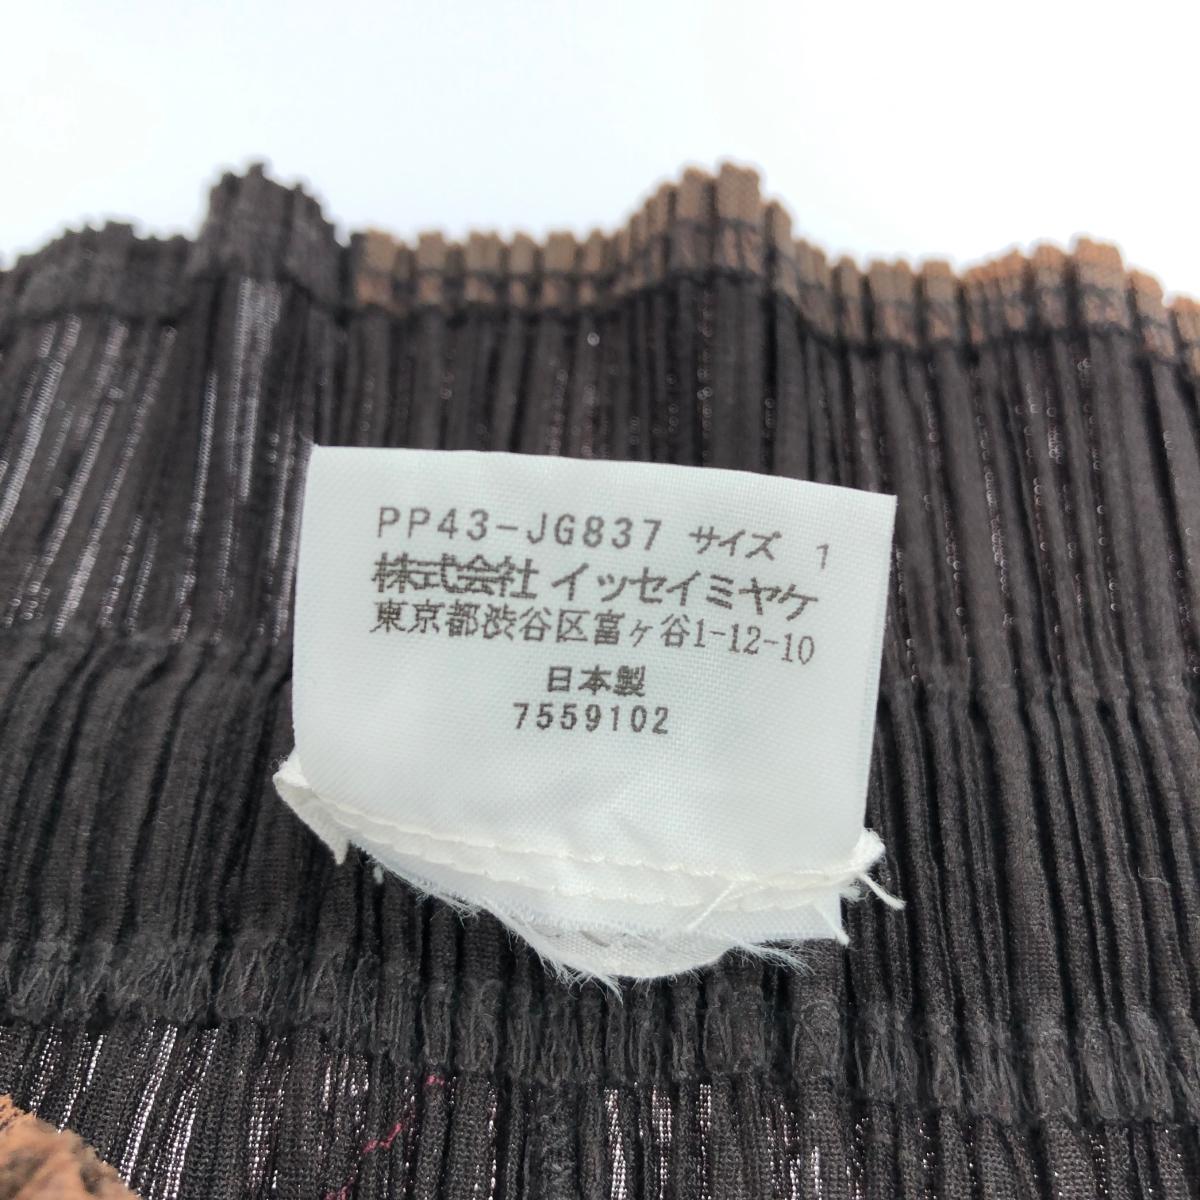 PP43-JG837 サイズ 1
株式会社 イッセイミヤケ
東京都渋谷区富ヶ谷1-12-10
日本製
7559102